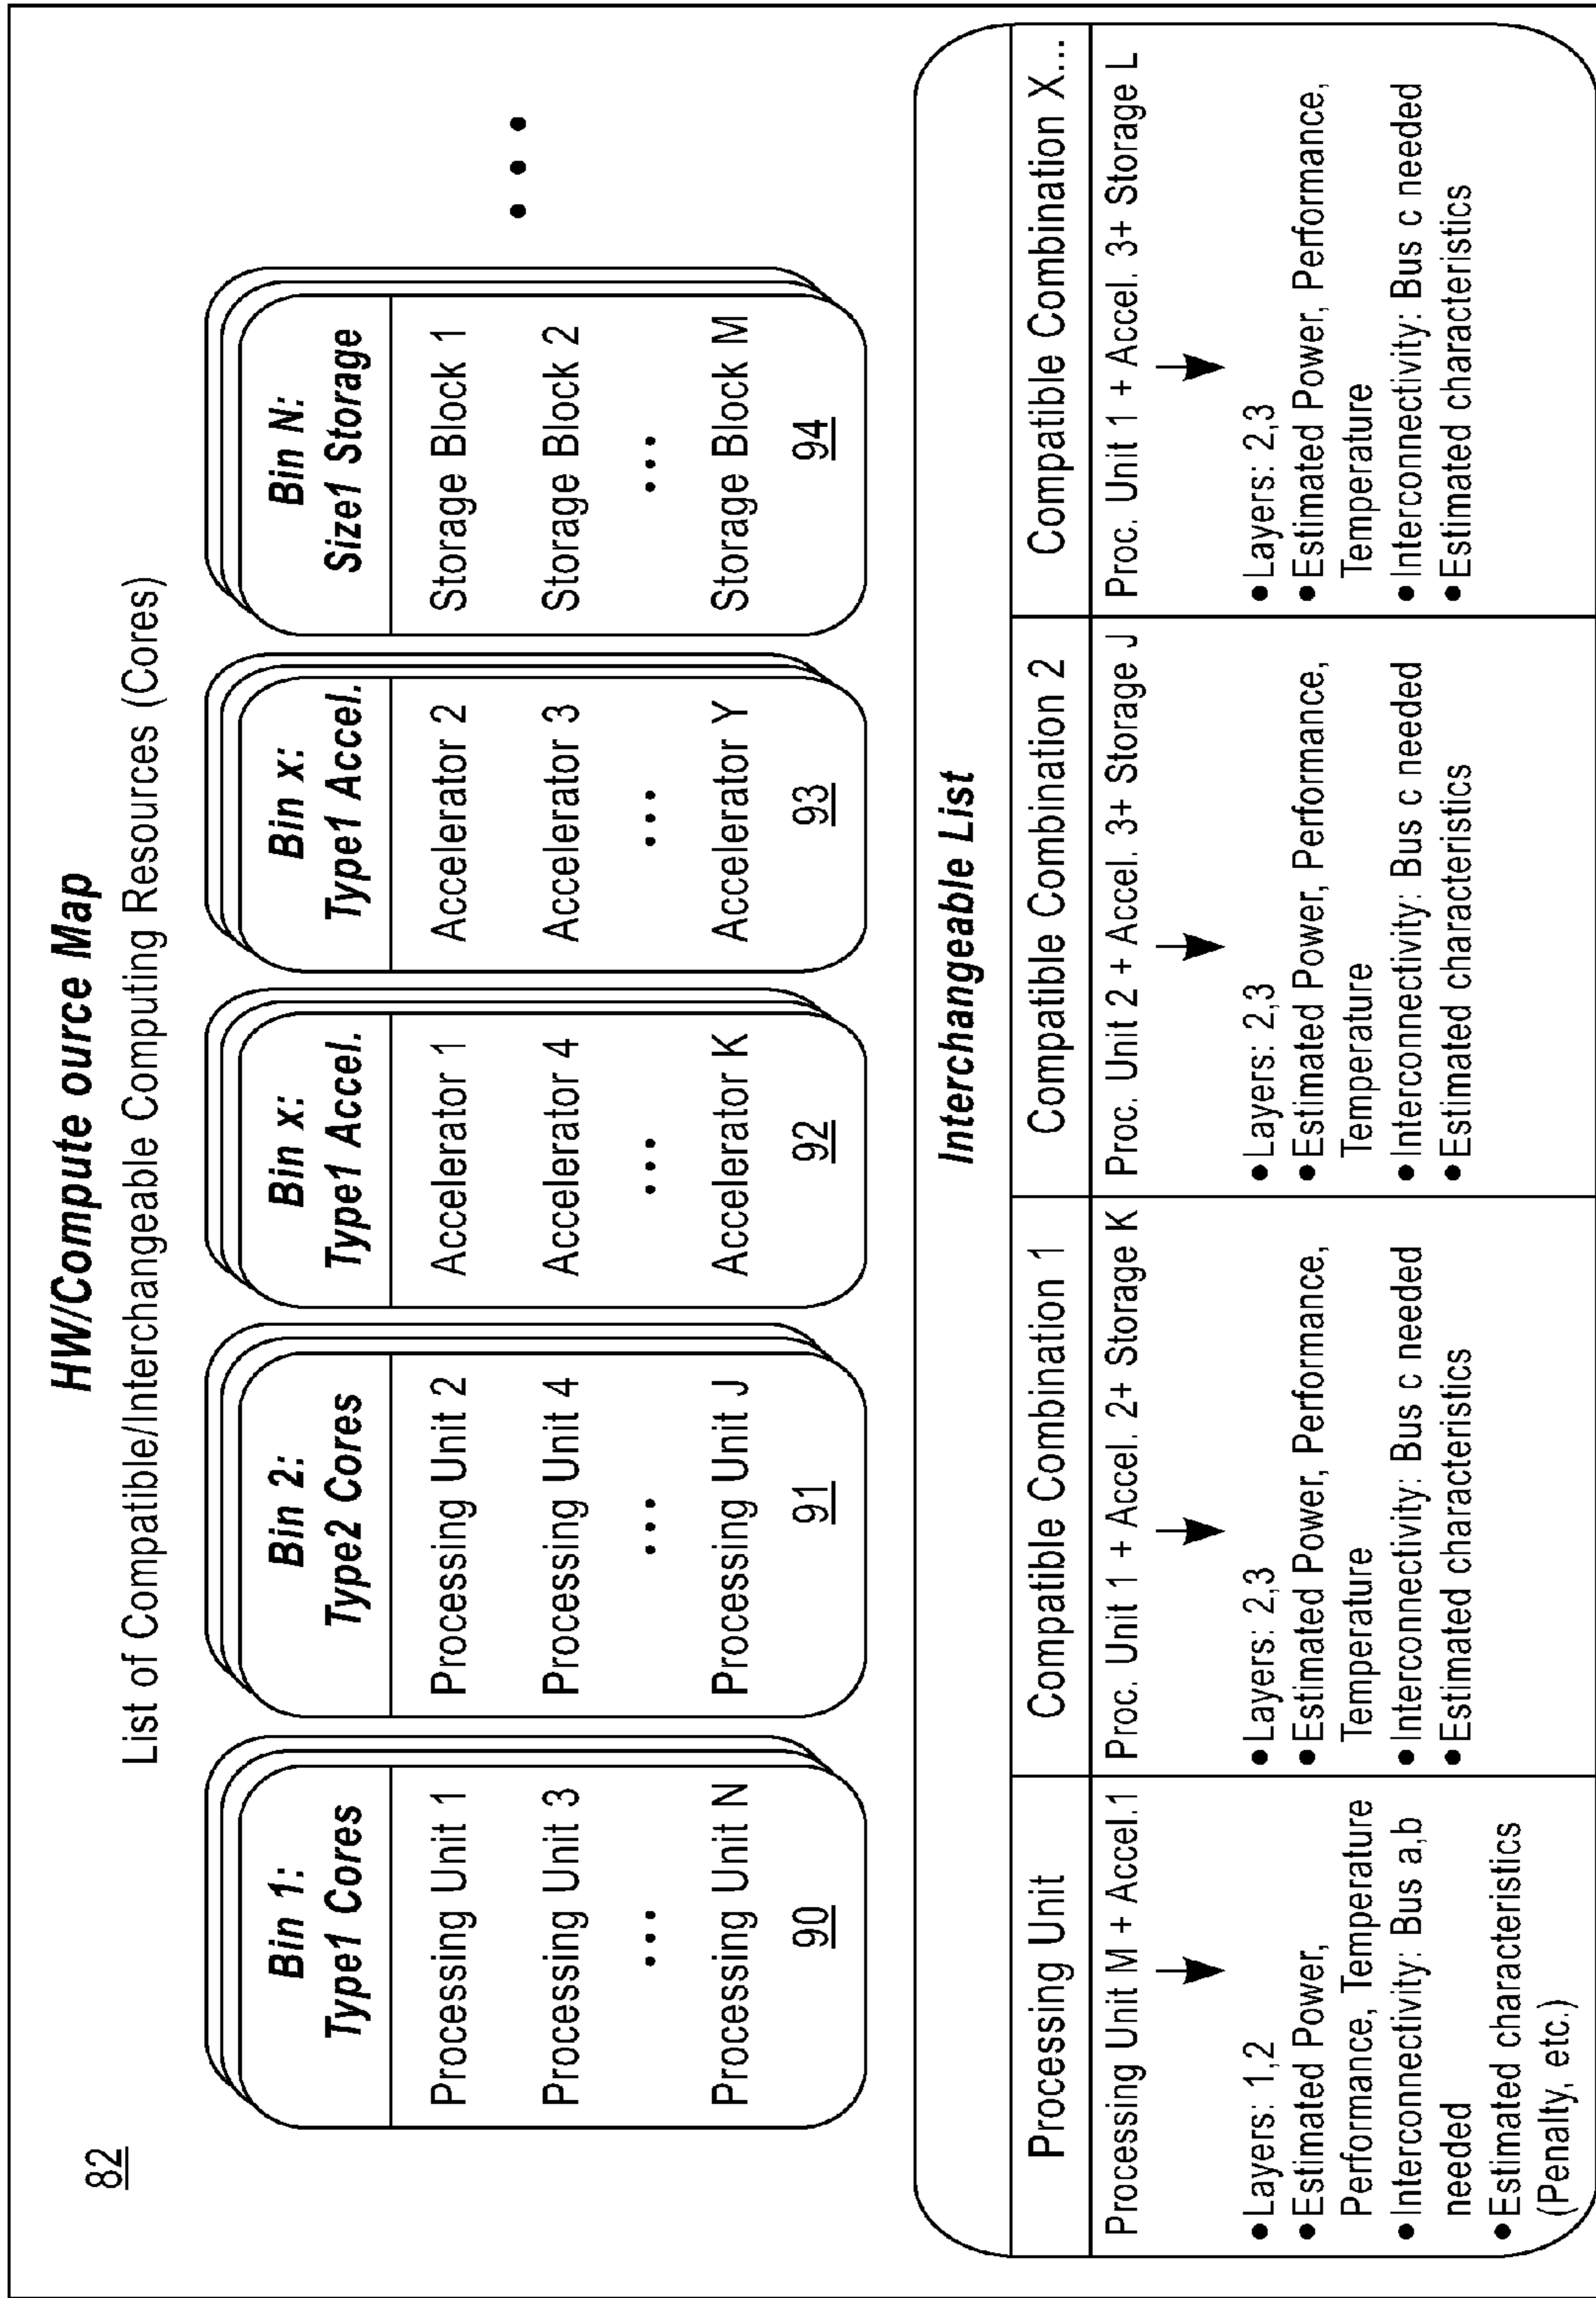 82
HW/Compute ource Map
List of Compatible/Interchangeable Computing Resources (Cores)
Bin 1:
Type1 Cores
Processing Unit 1
Processing Unit 3
...
Processing Unit N
90
Bin 2:
Type2 Cores
Processing Unit 2
Processing Unit 4
...
Processing Unit J
91
Bin x:
Type1 Accel.
Accelerator 1
Accelerator 4
...
Accelerator K
92
Bin x:
Type1 Accel.
Accelerator 2
Accelerator 3
...
Accelerator Y
93
Bin N:
Size1 Storage
Storage Block 1
Storage Block 2
...
Storage Block M
94
...
Interchangeable List
Processing Unit
Processing Unit M + Accel.1
●Layers: 1,2
●Estimated Power,
Performance, Temperature
●Interconnectivity: Bus a,b
needed
●Estimated characteristics
(Penalty, etc.)
Compatible Combination 1
Proc. Unit 1 + Accel. 2+ Storage K
●Layers: 2,3
●Estimated Power, Performance,
Temperature
●Interconnectivity: Bus c needed
●Estimated characteristics
Compatible Combination 2
Proc. Unit 2 + Accel. 3+ Storage J
●Layers: 2,3
●Estimated Power, Performance,
Temperature
●Interconnectivity: Bus c needed
●Estimated characteristics
Compatible Combination X...
Proc. Unit 1 + Accel. 3+ Storage L
●Layers: 2,3
●Estimated Power, Performance,
Temperature
●Interconnectivity: Bus c needed
●Estimated characteristics